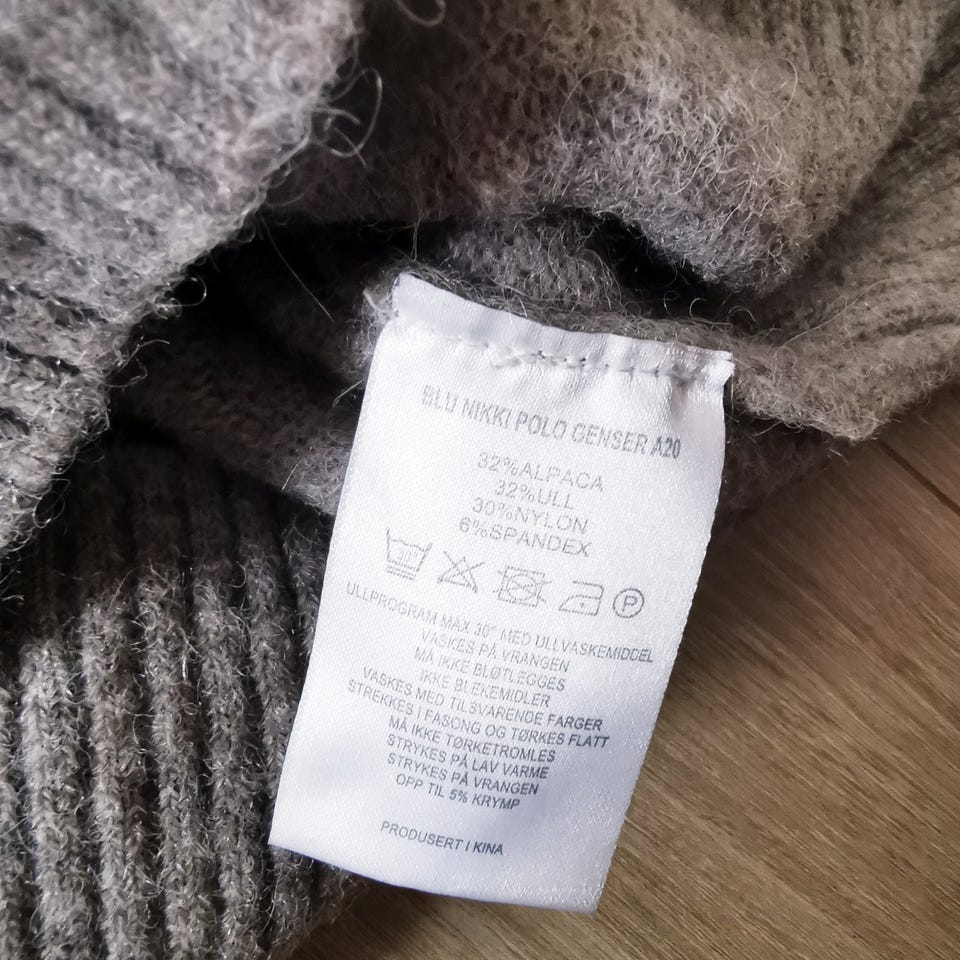 BLU NIKKI POLO GENSER A20
32%ALPACA
32%ULL
30%NYLON
6%SPANDEX
30°
P
ULLPROGRAM MAX 30° MED ULLVASKEMIDDEL
VASKES PÅ VRANGEN
MÅ IKKE BLØTLEGGES
IKKE BLEKEMIDLER
VASKES MED TILSVARENDE FARGER
STREKKES I FASONG OG TØRKES FLATT
MÅ IKKE TØRKETROMLES
STRYKES PÅ LAV VARME
STRYKES PÅ VRANGEN
OPP TIL 5% KRYMP
PRODUSERT I KINA